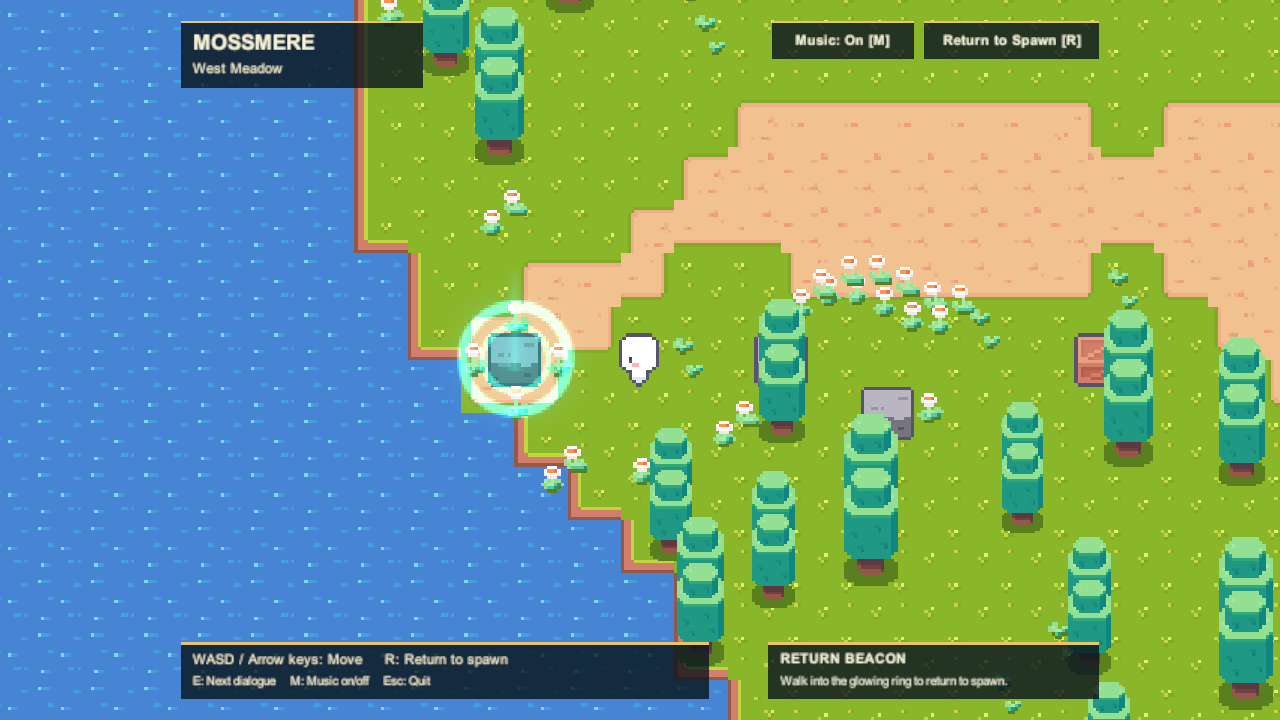 MOSSMERE
West Meadow
Music: On [M]
Return to Spawn [R]
WASD / Arrow keys: Move R: Return to spawn
E: Next dialogue M: Music on/off Esc: Quit
RETURN BEACON
Walk into the glowing ring to return to spawn.